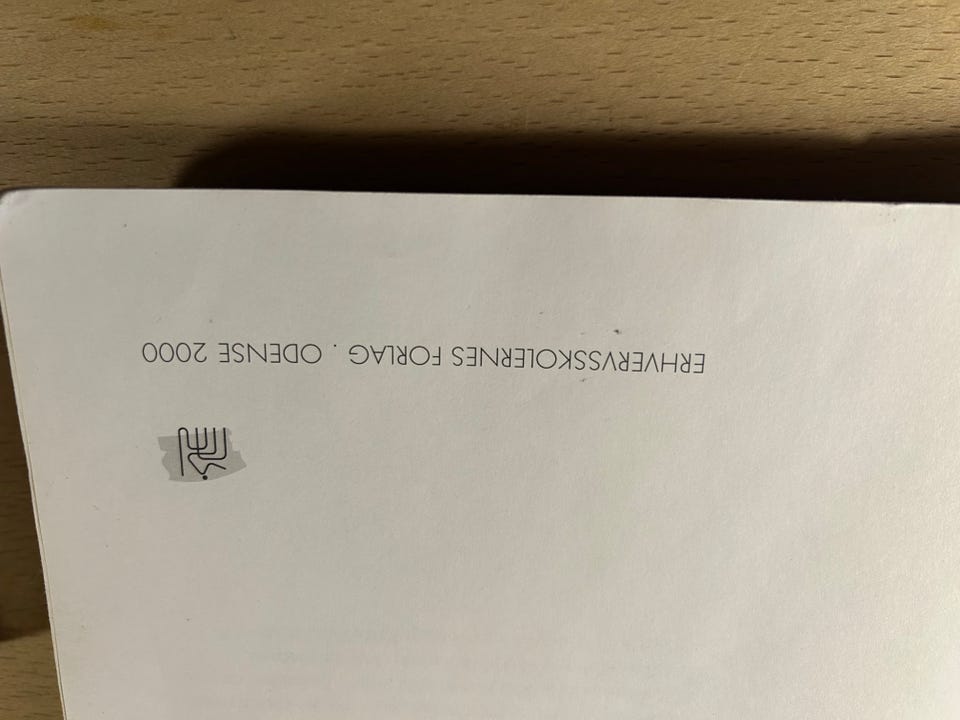 ERHVERVSSKOLERNES FORLAG . ODENSE 2000